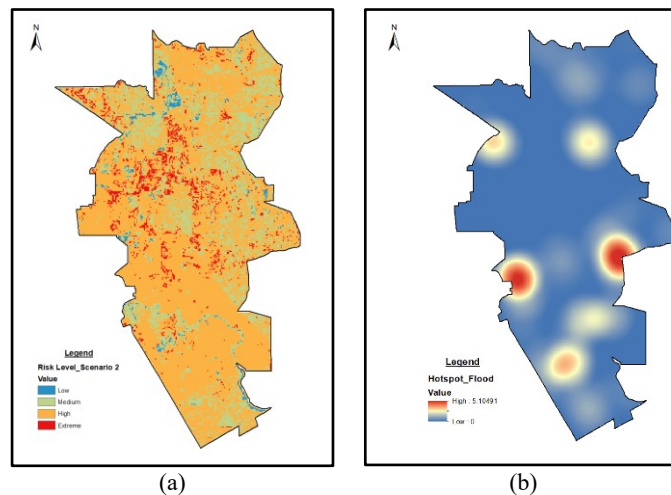 N
Legend
Risk Level_Scenario 2
Value
Low
Medium
High
Extreme
(a)
N
Legend
Hotspot_Flood
Value
High : 5.10491
Low : 0
(b)